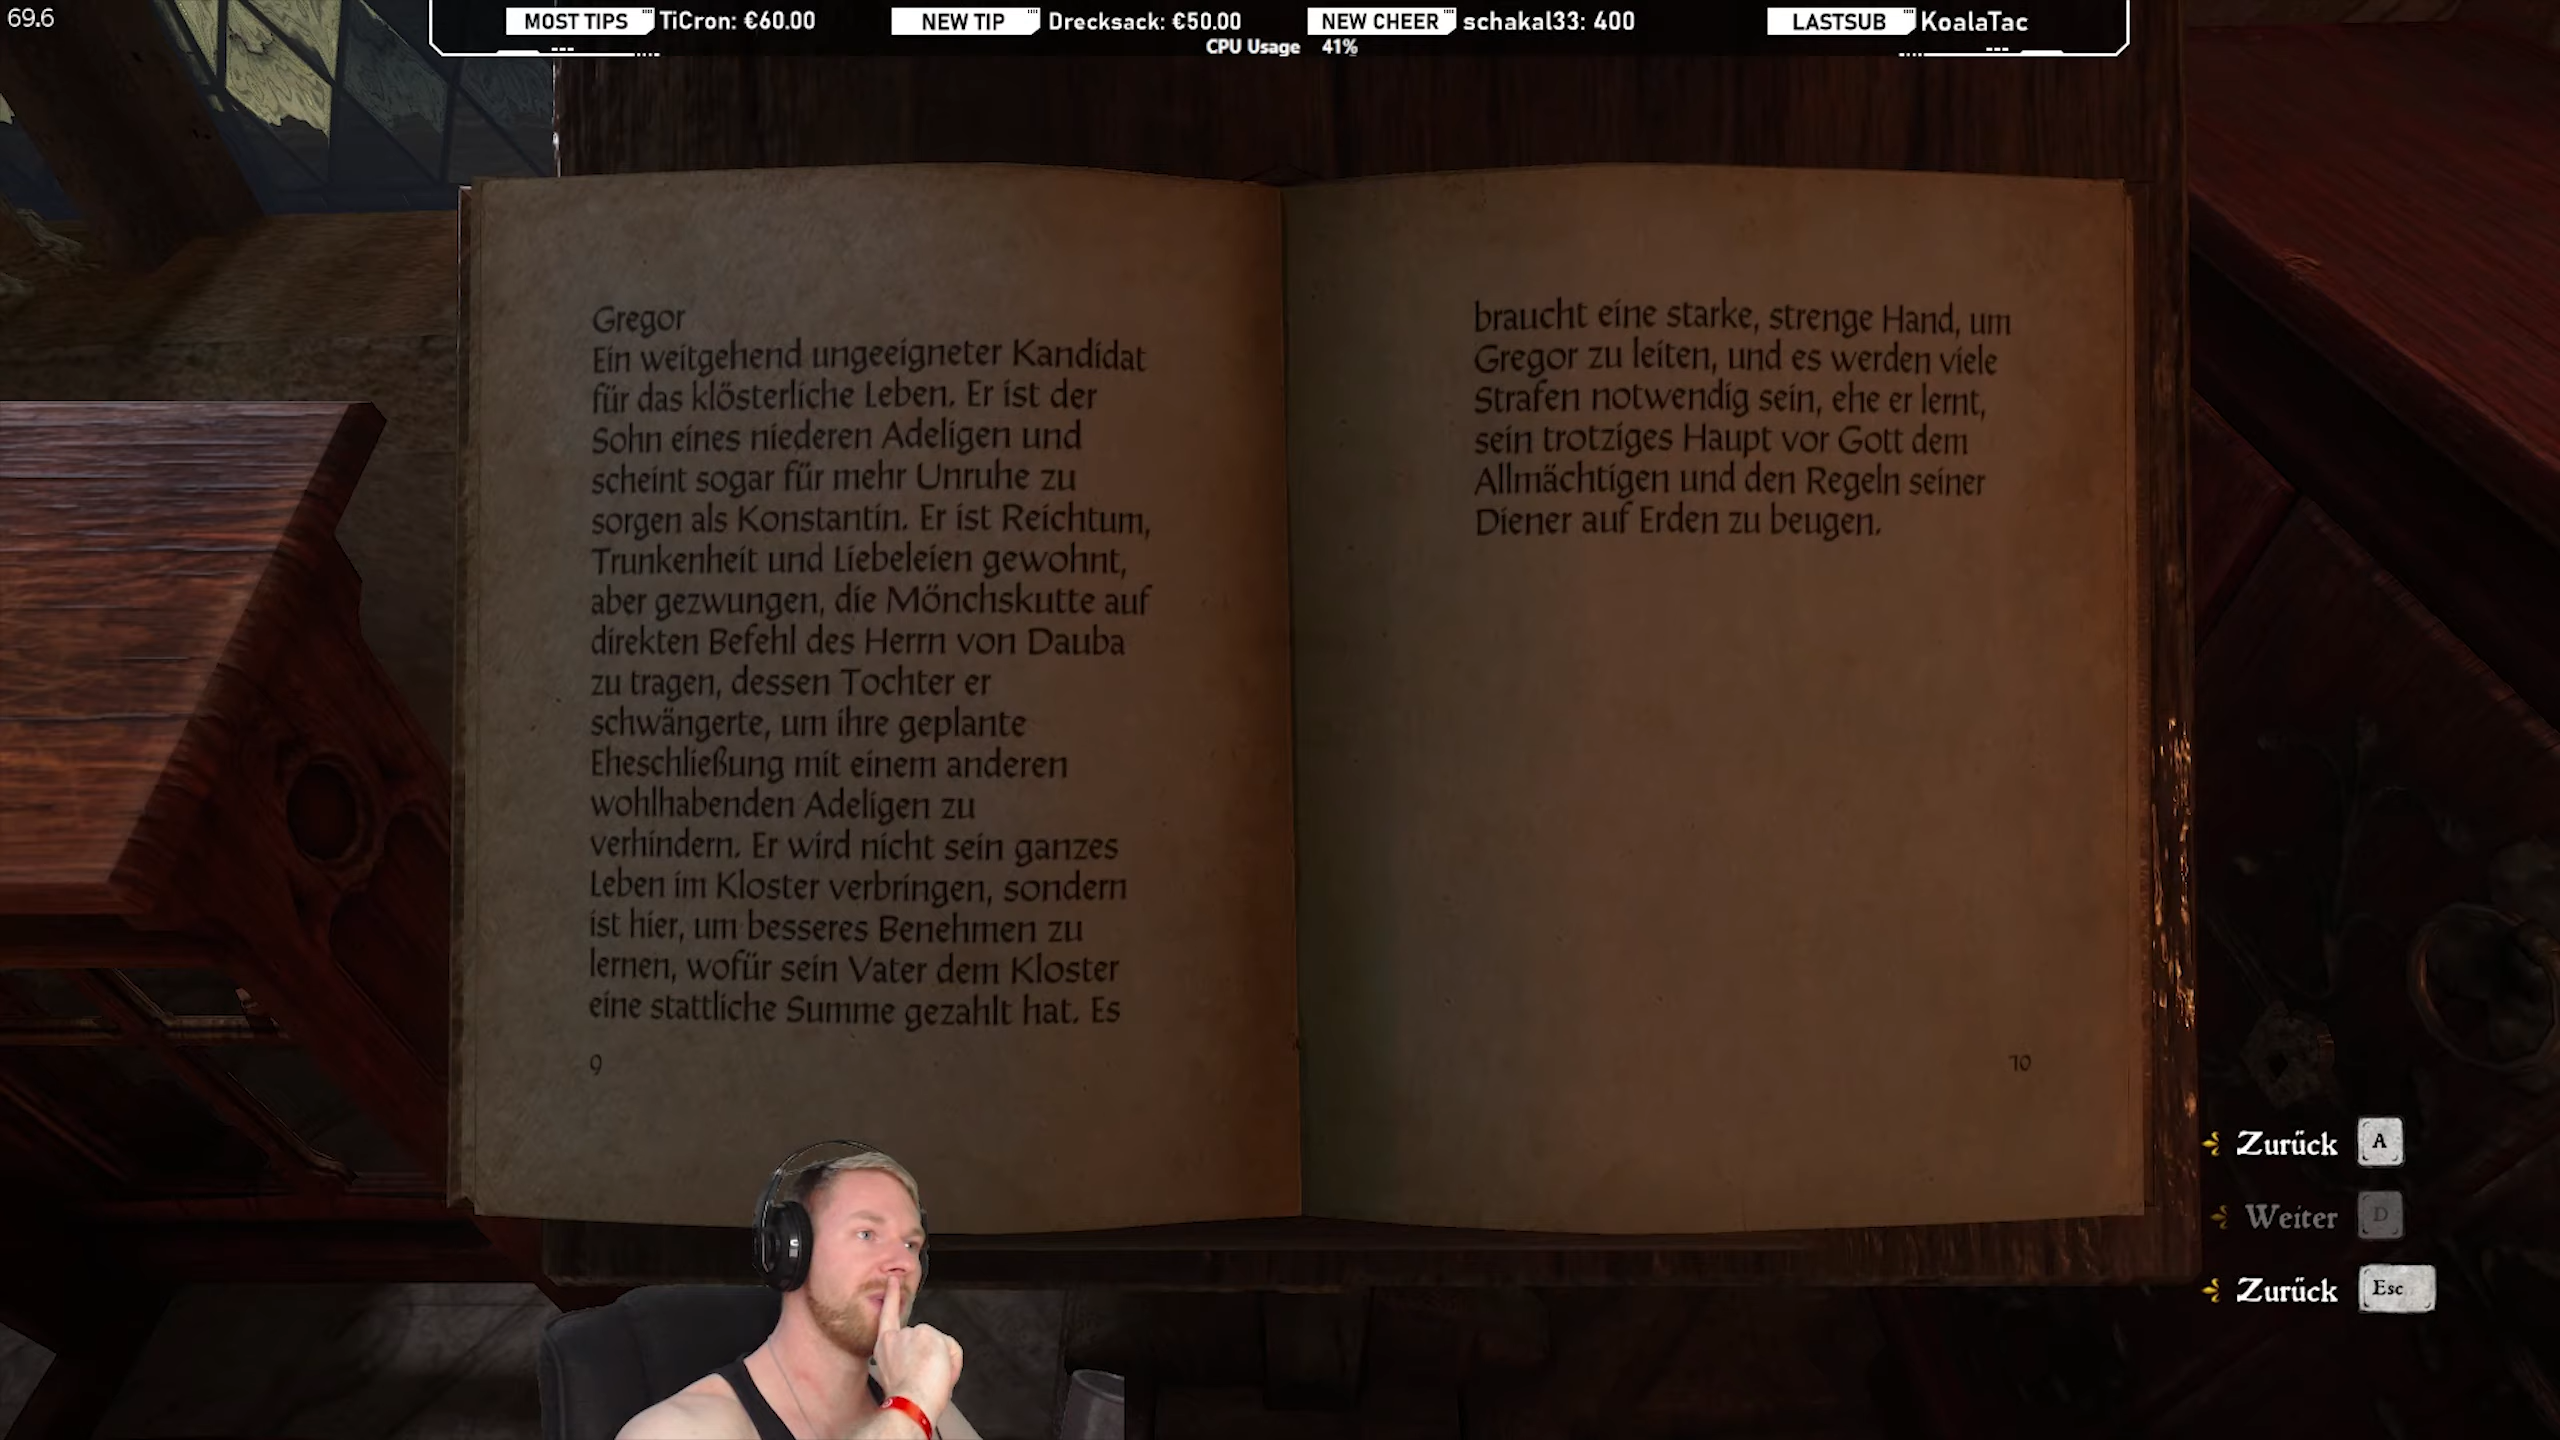 69.6
MOST TIPS TiCron: €60.00
NEW TIP Drecksack: €50.00
NEW CHEER schakal33: 400
LASTSUB KoalaTac
CPU Usage 41%
Gregor
Ein weitgehend ungeeigneter Kandidat
für das klösterliche Leben. Er ist der
Sohn eines niederen Adeligen und
scheint sogar für mehr Unruhe zu
sorgen als Konstantin. Er ist Reichtum,
Trunkenheit und Liebeleien gewohnt,
aber gezwungen, die Mönchskutte auf
direkten Befehl des Herrn von Dauba
zu tragen, dessen Tochter er
schwängerte, um ihre geplante
Eheschließung mit einem anderen
wohlhabenden Adeligen zu
verhindern. Er wird nicht sein ganzes
Leben im Kloster verbringen, sondern
ist hier, um besseres Benehmen zu
lernen, wofür sein Vater dem Kloster
eine stattliche Summe gezahlt hat. Es
9
braucht eine starke, strenge Hand, um
Gregor zu leiten, und es werden viele
Strafen notwendig sein, ehe er lernt,
sein trotziges Haupt vor Gott dem
Allmächtigen und den Regeln seiner
Diener auf Erden zu beugen.
10
Zurück A
Weiter D
Zurück Esc